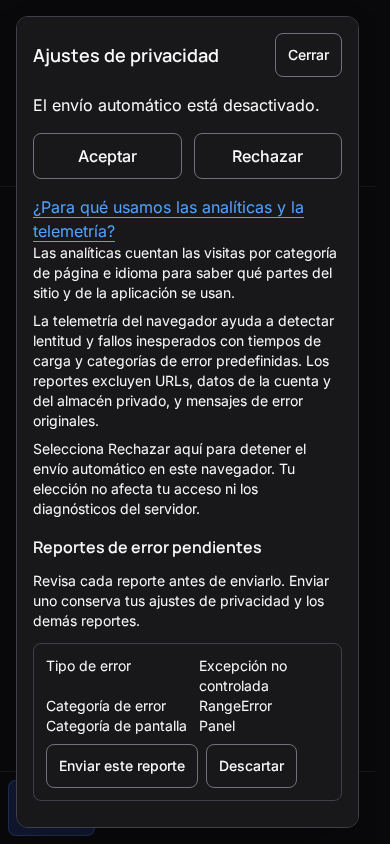 Ajustes de privacidad
Cerrar
El envío automático está desactivado.
Aceptar
Rechazar
¿Para qué usamos las analíticas y la
telemetría?
Las analíticas cuentan las visitas por categoría
de página e idioma para saber qué partes del
sitio y de la aplicación se usan.
La telemetría del navegador ayuda a detectar
lentitud y fallos inesperados con tiempos de
carga y categorías de error predefinidas. Los
reportes excluyen URLs, datos de la cuenta y
del almacén privado, y mensajes de error
originales.
Selecciona Rechazar aquí para detener el
envío automático en este navegador. Tu
elección no afecta tu acceso ni los
diagnósticos del servidor.
Reportes de error pendientes
Revisa cada reporte antes de enviarlo. Enviar
uno conserva tus ajustes de privacidad y los
demás reportes.
Tipo de error
Excepción no
controlada
Categoría de error
RangeError
Categoría de pantalla
Panel
Enviar este reporte
Descartar